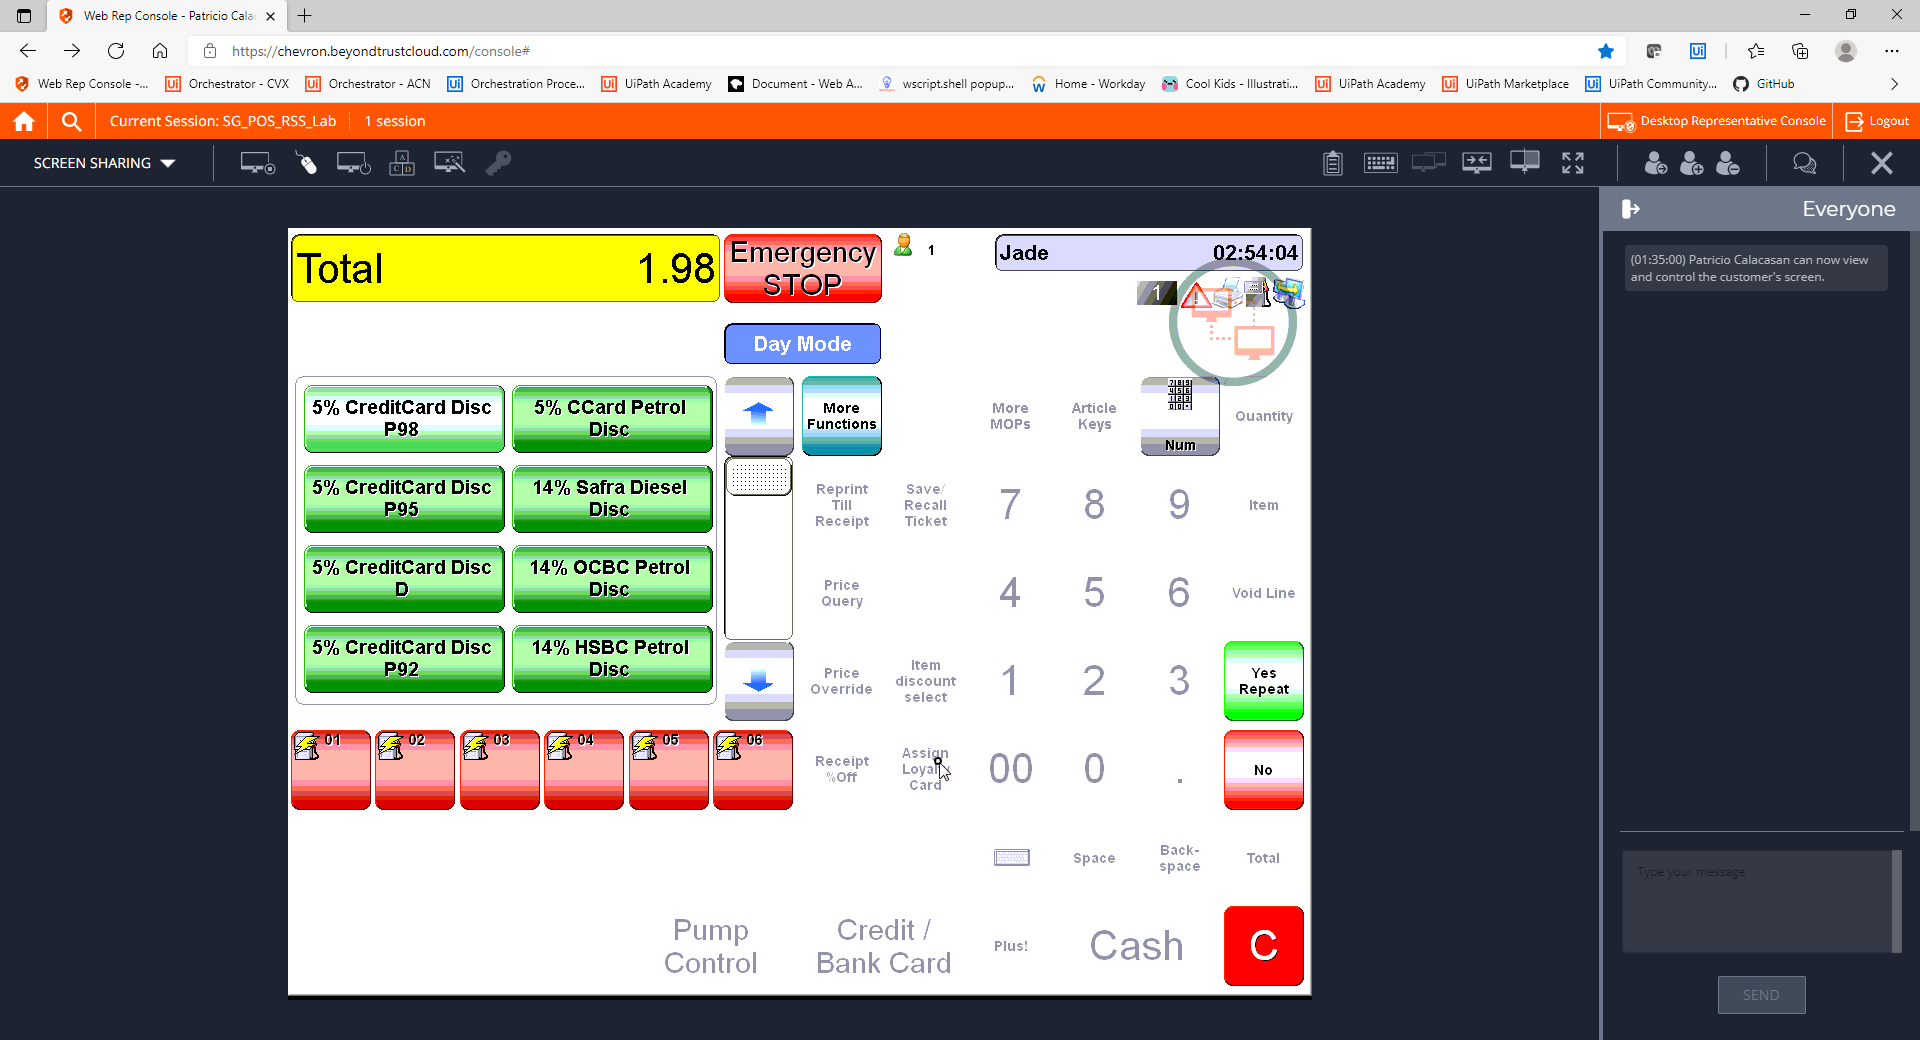 Web Rep Console - Patricio Cala
https://chevron.beyondtrustcloud.com/console#
Web Rep Console -...
Orchestrator - CVX
Orchestrator - ACN
Orchestration Proce...
UiPath Academy
Document - Web A...
wscript.shell popup...
Home - Workday
Cool Kids - Illustrati...
UiPath Academy
UiPath Marketplace
UiPath Community...
GitHub
Current Session: SG_POS_RSS_Lab
1 session
Desktop Representative Console
Logout
SCREEN SHARING
Everyone
(01:35:00) Patricio Calacasan can now view
and control the customer's screen.
Type your message
SEND
Total 1.98
Emergency
STOP
1
Jade 02:54:04
1
Day Mode
5% CreditCard Disc
P98
5% CCard Petrol
Disc
5% CreditCard Disc
P95
14% Safra Diesel
Disc
5% CreditCard Disc
D
14% OCBC Petrol
Disc
5% CreditCard Disc
P92
14% HSBC Petrol
Disc
More
Functions
More
MOPs
Article
Keys
Num
Quantity
Reprint
Till
Receipt
Save/
Recall
Ticket
7
8
9
Item
Price
Query
4
5
6
Void Line
Price
Override
Item
discount
select
1
2
3
Yes
Repeat
01
02
03
04
05
06
Receipt
%Off
Assign
Loyalty
Card
00
0
.
No
Space
Back-
space
Total
Pump
Control
Credit /
Bank Card
Plus!
Cash
C